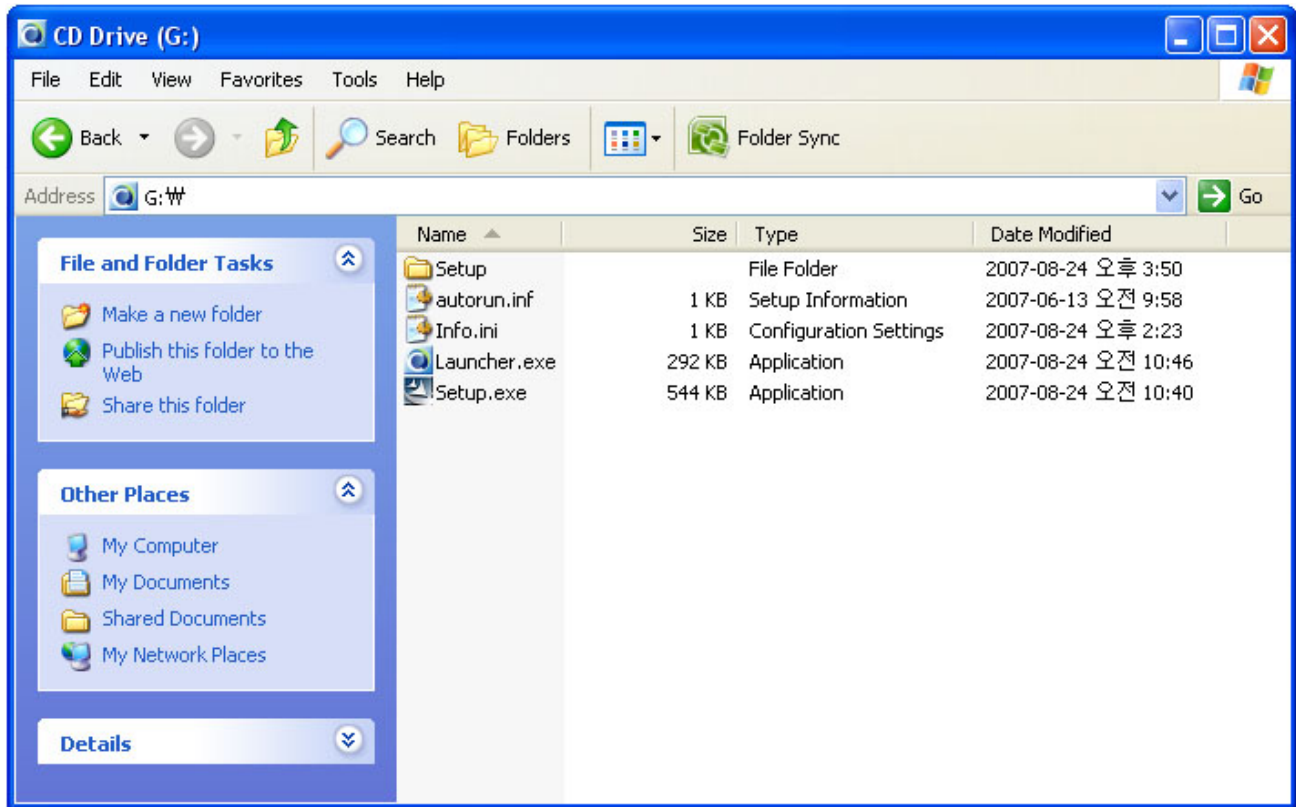 CD Drive (G:)
File Edit View Favorites Tools Help
Back Search Folders Folder Sync
Address G:₩ Go
Name Size Type Date Modified
File and Folder Tasks
Make a new folder
Publish this folder to the
Web
Share this folder
Other Places
My Computer
My Documents
Shared Documents
My Network Places
Details
Setup File Folder 2007-08-24 오후 3:50
autorun.inf 1 KB Setup Information 2007-06-13 오전 9:58
Info.ini 1 KB Configuration Settings 2007-08-24 오후 2:23
Launcher.exe 292 KB Application 2007-08-24 오전 10:46
Setup.exe 544 KB Application 2007-08-24 오전 10:40